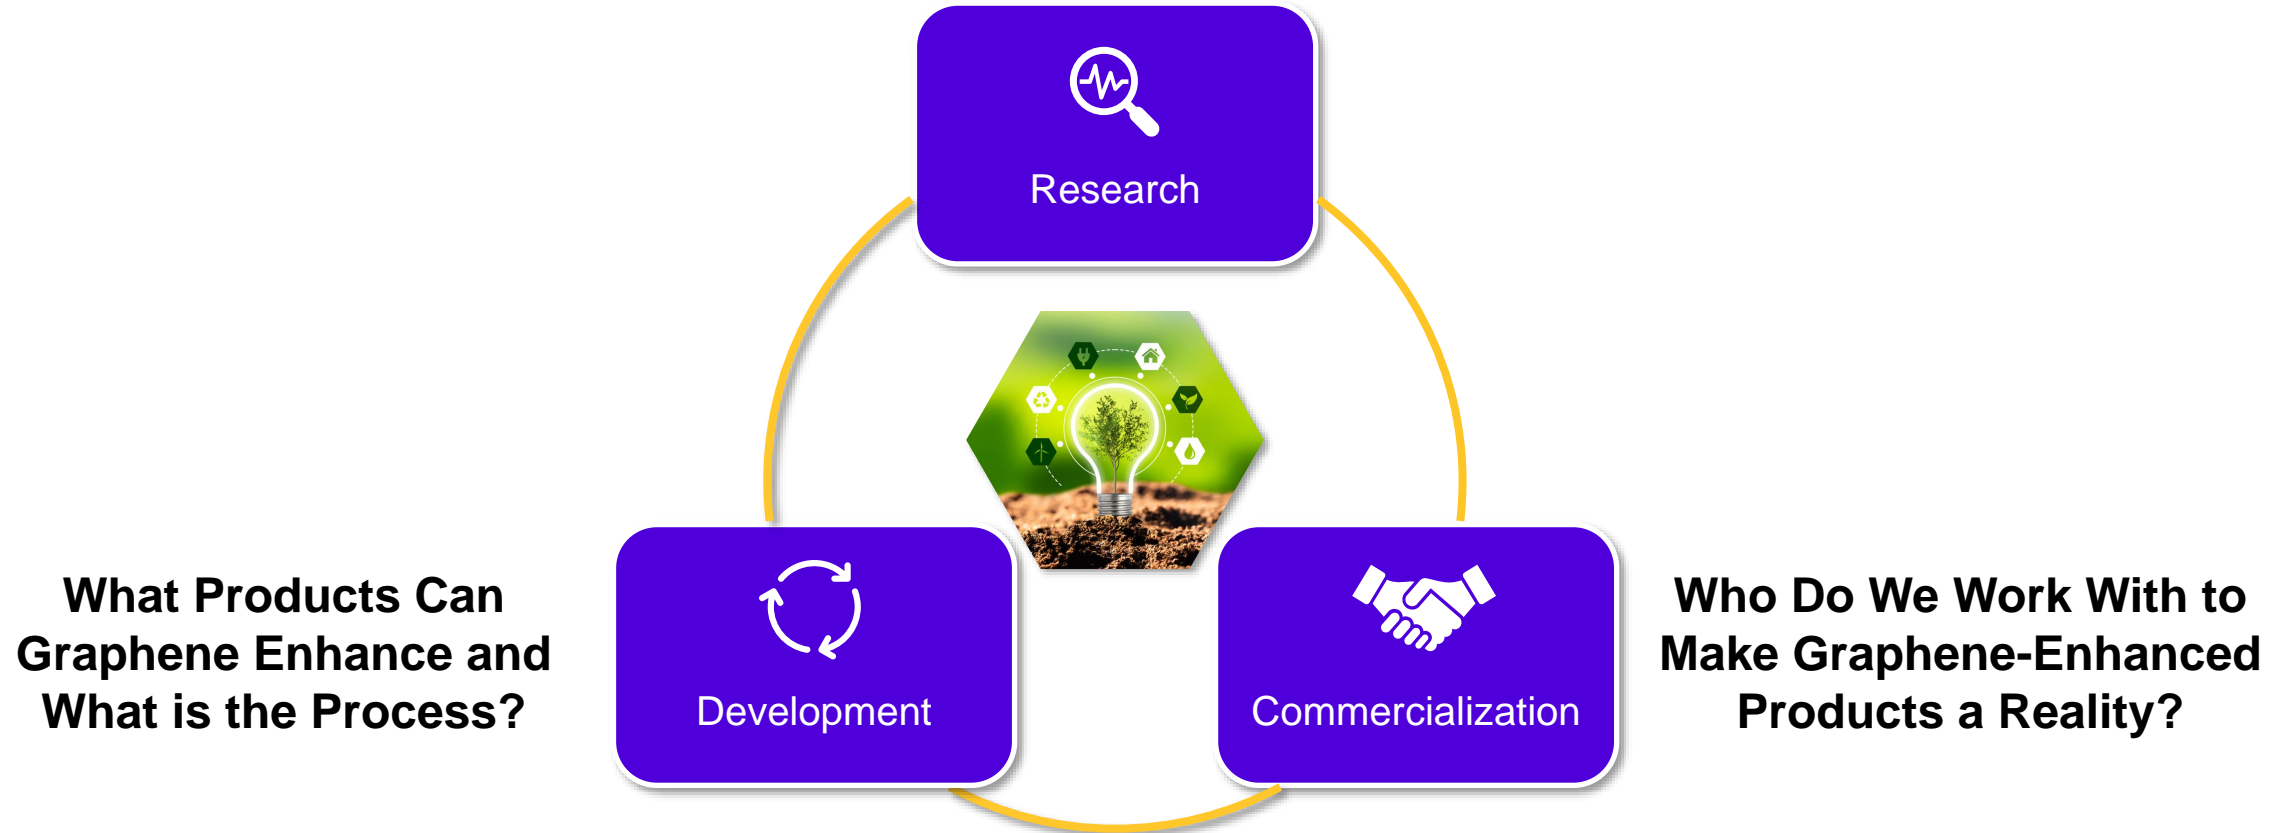 Research
What Products Can
Graphene Enhance and
What is the Process?
Development
Commercialization
Who Do We Work With to
Make Graphene-Enhanced
Products a Reality?